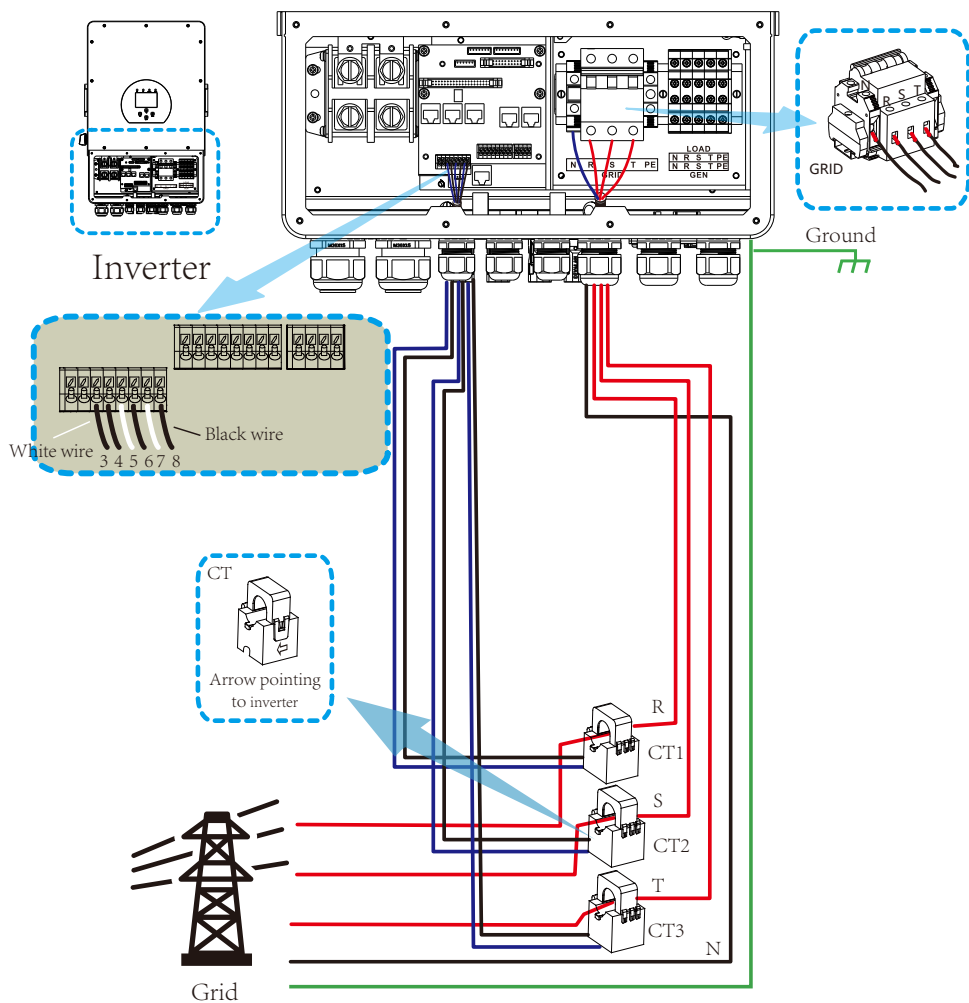 R S T
GRID
LOAD
N R S T PE
N R S T PE
GEN
N R S T PE
GRID
Ground
Inverter
White wire
Black wire
3 4 5 6 7 8
CT
Arrow pointing
to inverter
R
CT1
S
CT2
T
CT3
N
Grid